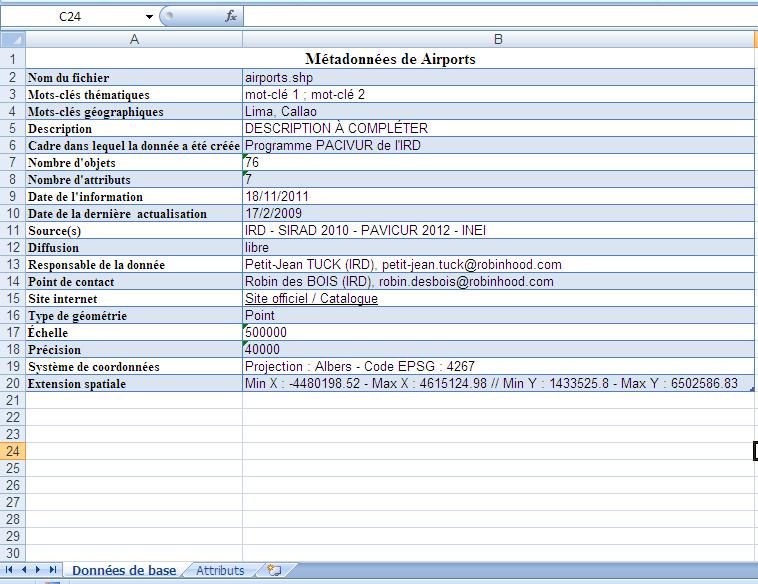 C24
fx
A B
1 Métadonnées de Airports
2 Nom du fichier airports.shp
3 Mots-clés thématiques mot-clé 1 ; mot-clé 2
4 Mots-clés géographiques Lima, Callao
5 Description DESCRIPTION À COMPLÉTER
6 Cadre dans lequel la donnée a été créée Programme PACIVUR de l'IRD
7 Nombre d'objets 76
8 Nombre d'attributs 7
9 Date de l'information 18/11/2011
10 Date de la dernière actualisation 17/2/2009
11 Source(s) IRD - SIRAD 2010 - PAVICUR 2012 - INEI
12 Diffusion libre
13 Responsable de la donnée Petit-Jean TUCK (IRD), petit-jean.tuck@robinhood.com
14 Point de contact Robin des BOIS (IRD), robin.desbois@robinhood.com
15 Site internet Site officiel / Catalogue
16 Type de géométrie Point
17 Échelle 500000
18 Précision 40000
19 Système de coordonnées Projection : Albers - Code EPSG : 4267
20 Extension spatiale Min X : -4480198.52 - Max X : 4615124.98 // Min Y : 1433525.8 - Max Y : 6502586.83
21
22
23
24
25
26
27
28
29
30
Données de base Attributs